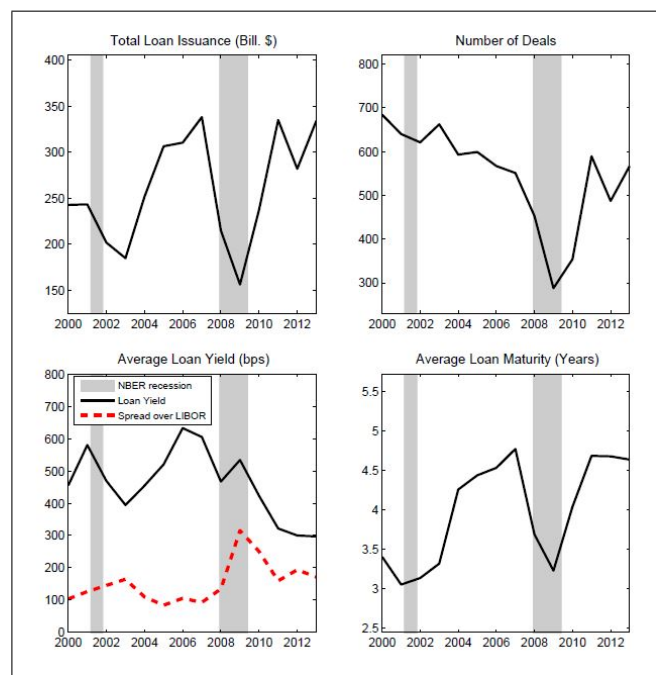 Total Loan Issuance (Bill. $)
400
350
300
250
200
150
2000 2002 2004 2006 2008 2010 2012
Number of Deals
800
700
600
500
400
300
2000 2002 2004 2006 2008 2010 2012
Average Loan Yield (bps)
800
700
600
500
400
300
200
100
0
NBER recession
Loan Yield
Spread over LIBOR
2000 2002 2004 2006 2008 2010 2012
Average Loan Maturity (Years)
5.5
5
4.5
4
3.5
3
2.5
2000 2002 2004 2006 2008 2010 2012